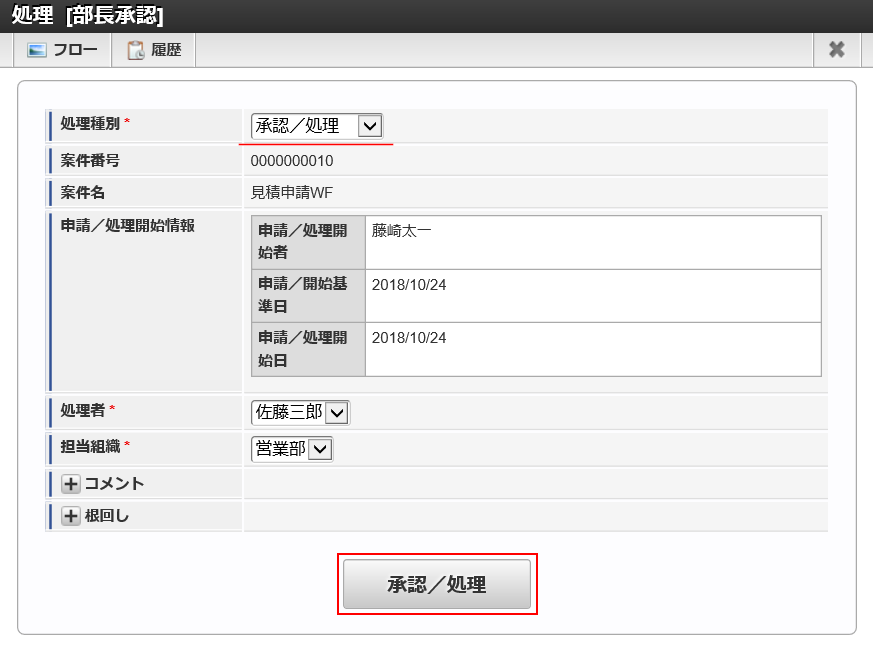 処理 [部長承認]
フロー 履歴
処理種別 * 承認／処理
案件番号 0000000010
案件名 見積申請WF
申請／処理開始情報
申請／処理開
始者
藤崎太一
申請／開始基
準日
2018/10/24
申請／処理開
始日
2018/10/24
処理者 * 佐藤三郎
担当組織 * 営業部
コメント
根回し
承認／処理